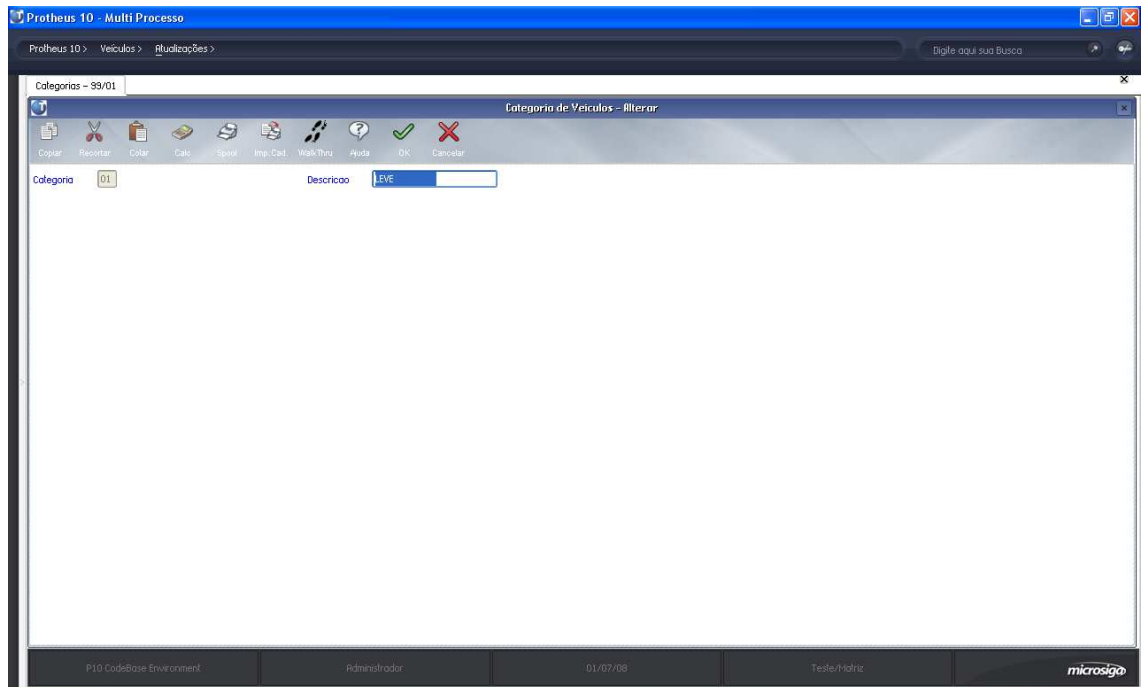 Protheus 10 - Multi Processo
Protheus 10 > Veículos > Atualizações >
Digite aqui sua Busca
Categorias – 99/01
Categoria de Veiculos – Alterar
Copiar Recortar Colar Calc Spool Imp. Cad. WalkThru Ajuda OK Cancelar
Categoria 01 Descricao LEVE
P10 CodeBase Environment Administrador 01/07/08 Teste/Matriz microsiga